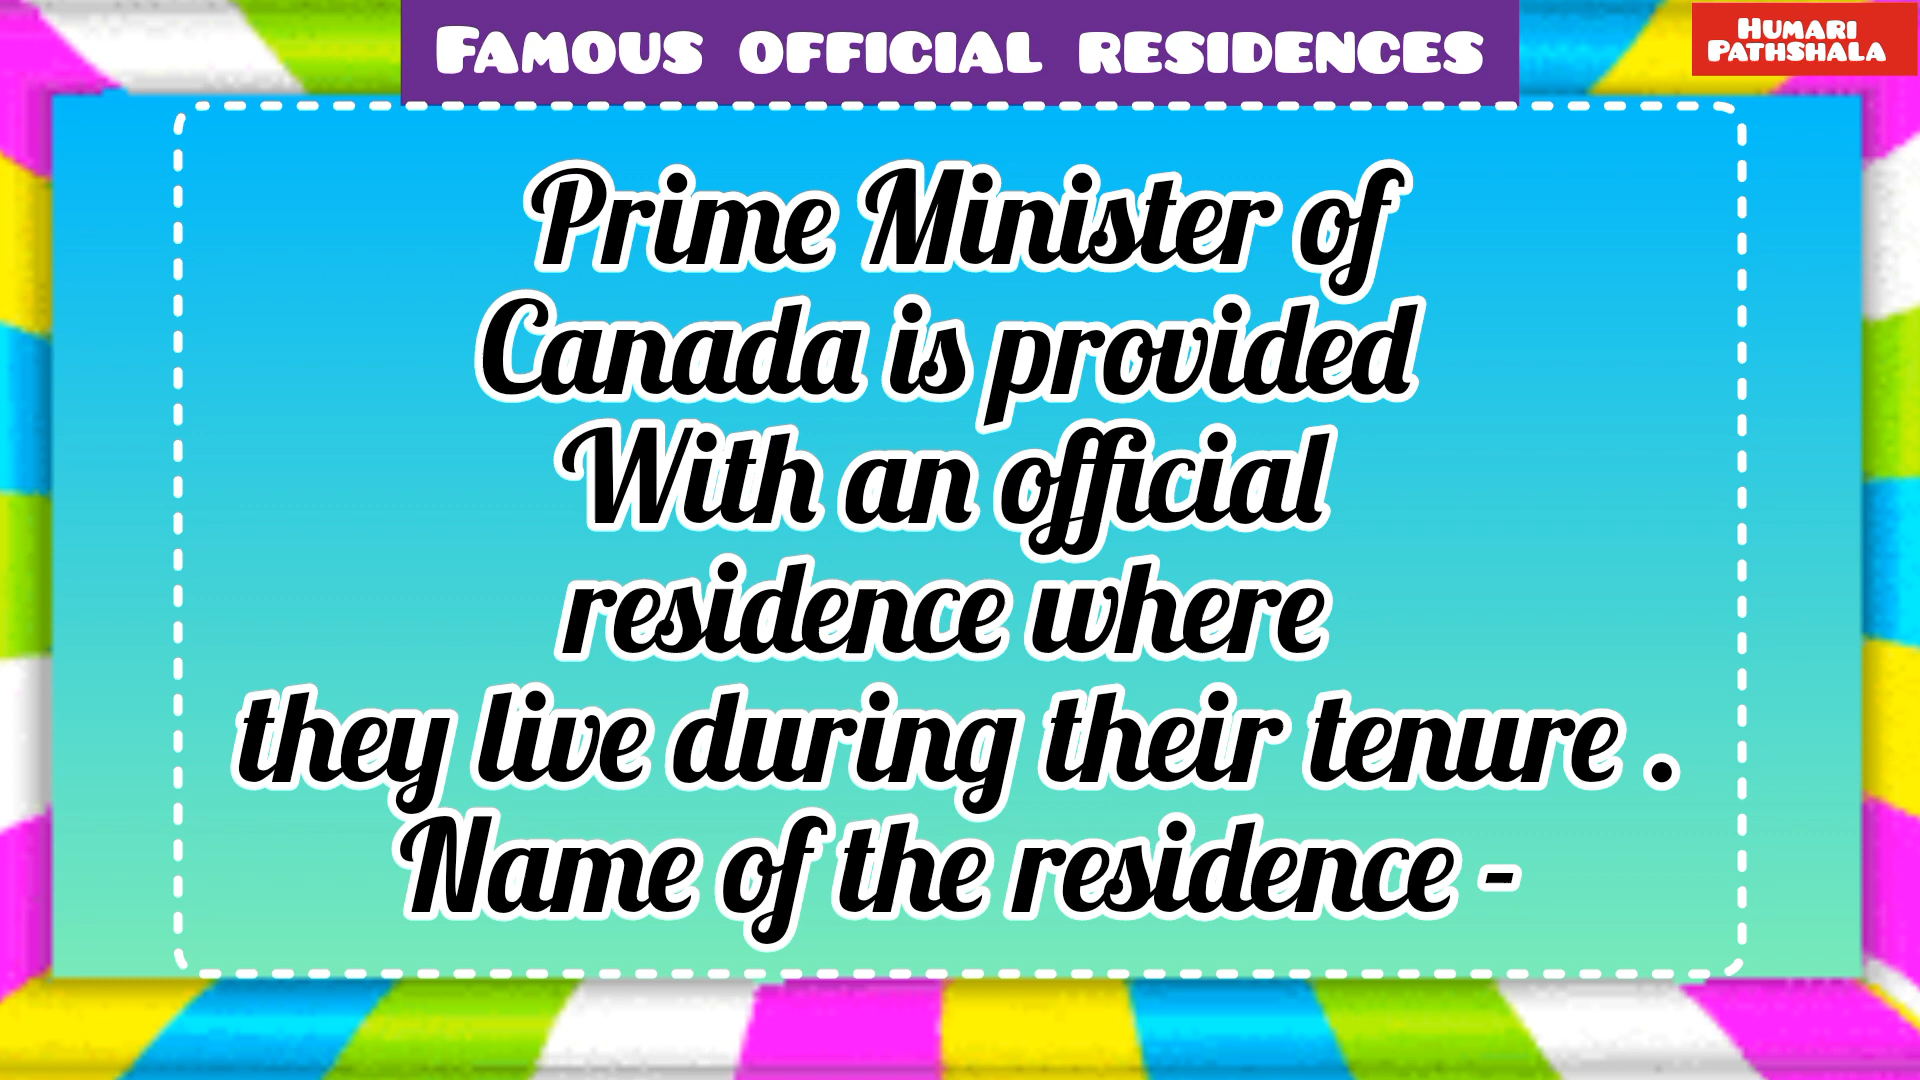 FAMOUS OFFICIAL RESIDENCES
HUMARI
PATHSHALA
Prime Minister of
Canada is provided
With an official
residence where
they live during their tenure .
Name of the residence -